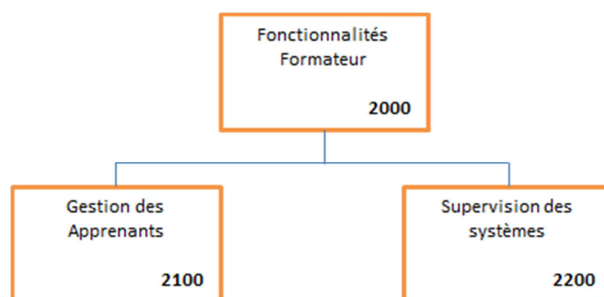 Fonctionnalités
Formateur
2000
Gestion des
Apprenants
2100
Supervision des
systèmes
2200